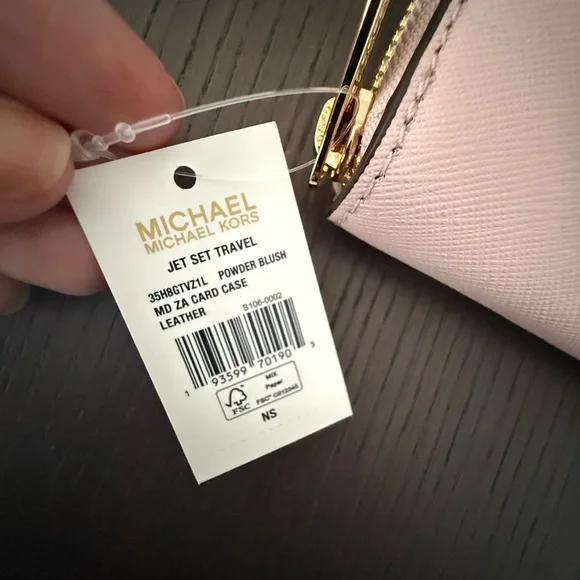 MICHAEL
MICHAEL KORS
JET SET TRAVEL
35H8GTVZ1L POWDER BLUSH
MD ZA CARD CASE
LEATHER
S106-0002
1 93599 70190 3
FSC
MIX
Paper
FSC® C012345
NS